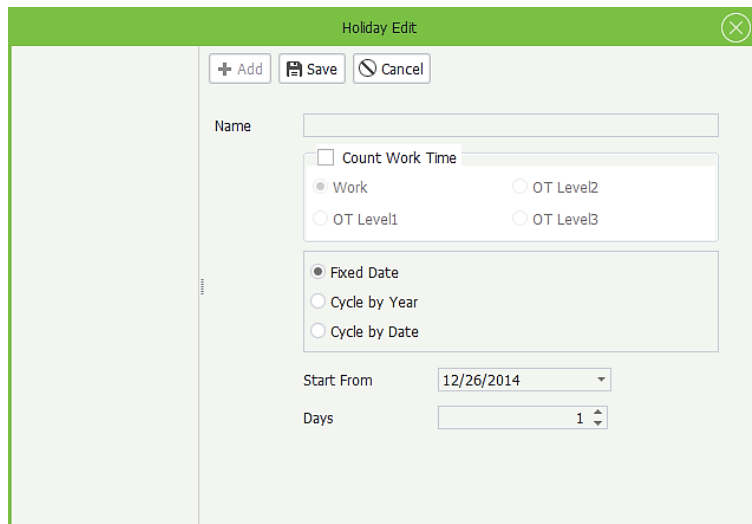 Holiday Edit
Add Save Cancel
Name
Count Work Time
Work OT Level2
OT Level1 OT Level3
Fixed Date
Cycle by Year
Cycle by Date
Start From 12/26/2014
Days 1